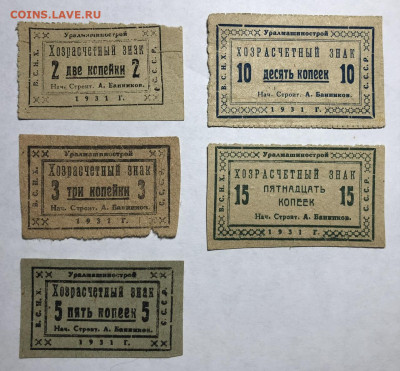 COINS.LAVE.RU
Уралмашинострой
Хозрасчетный знак
2 две копейки 2
Нач. Строит. А. Банников.
1931 Г.
В.С.Н.Х.
С.С.С.Р.
Уралмашинострой
ХОЗРАСЧЕТНЫЙ ЗНАК
10 десять копеек 10
Нач. Строит. А. Банников.
1931 Г.
В.С.Н.Х.
С.С.С.Р.
Уралмашинострой
Хозрасчетный знак
3 три копейки 3
Нач. Строит. А. Банников.
1931 Г.
В.С.Н.Х.
С.С.С.Р.
Уралмашинострой
ХОЗРАСЧЕТНЫЙ ЗНАК
15 ПЯТНАДЦАТЬ 15
КОПЕЕК
Нач. Строит. А. Банников.
1931 Г.
В.С.Н.Х.
С.С.С.Р.
Уралмашинострой
Хозрасчетный знак
5 пять копеек 5
Нач. Строит. А. Банников.
1931 Г.
В.С.Н.Х.
С.С.С.Р.